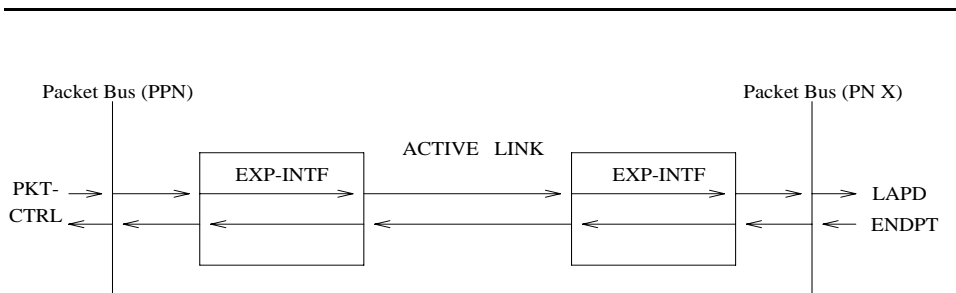 Packet Bus (PPN)
Packet Bus (PN X)
ACTIVE LINK
EXP-INTF
EXP-INTF
PKT-
CTRL
LAPD
ENDPT